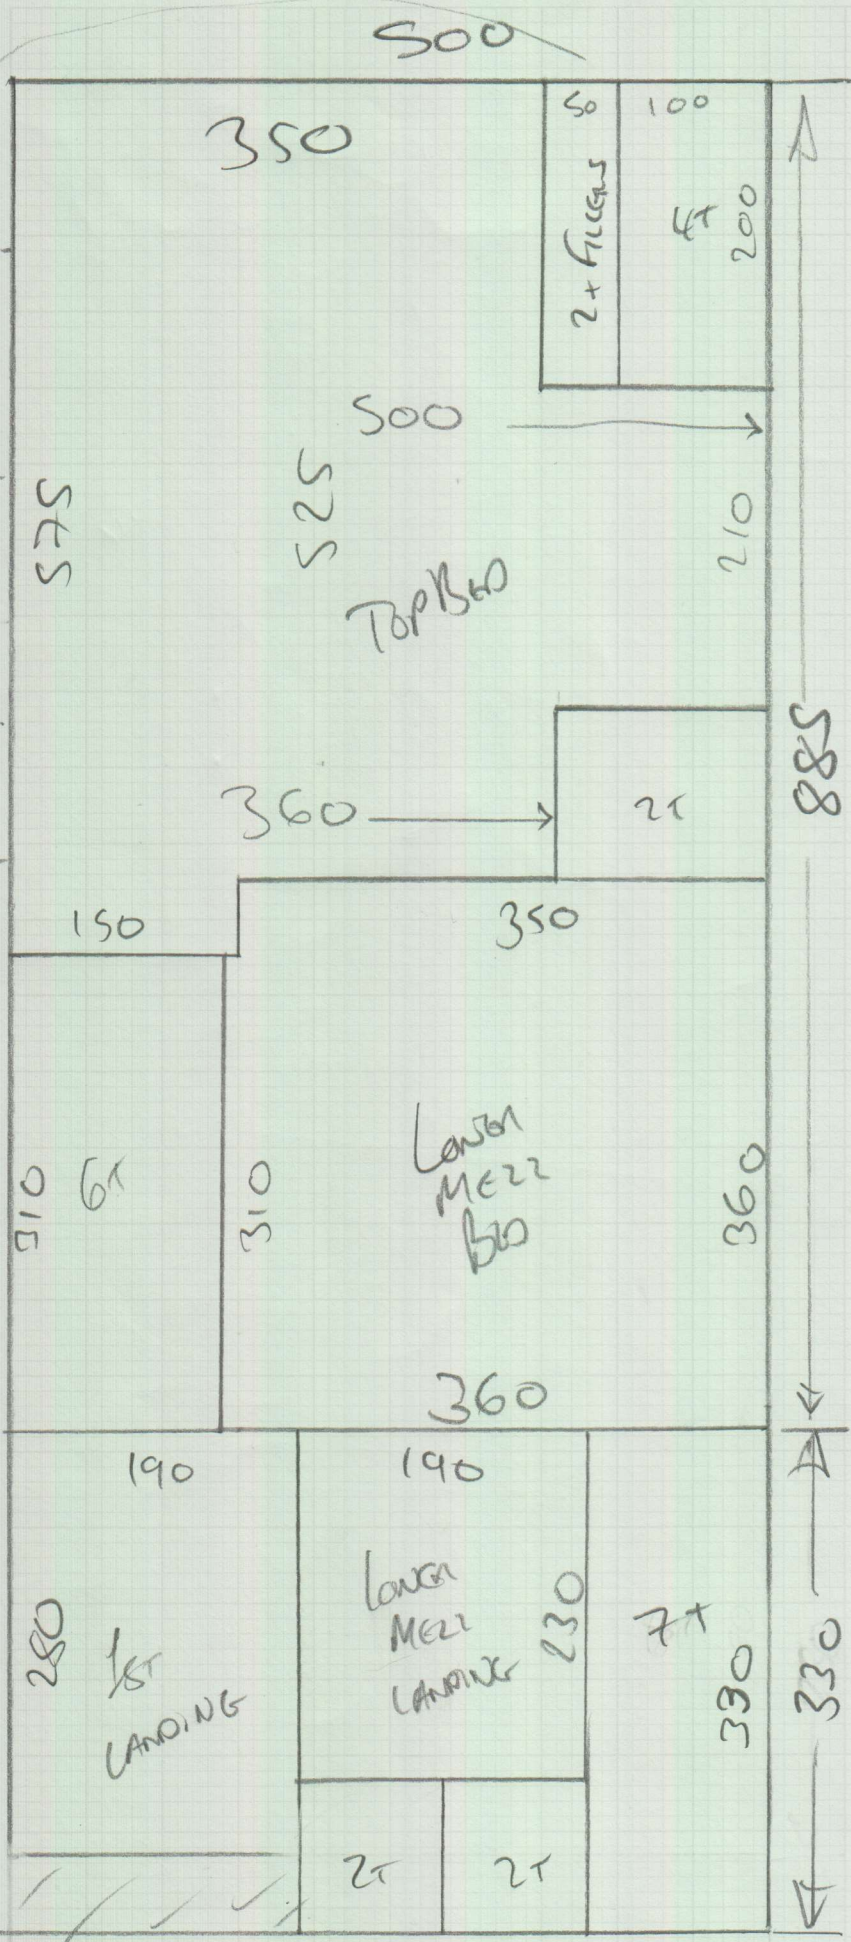 500
350
50
100
2 + FILLERS
4T
200
500
575
525
210
TOP BED
885
360
2T
150
350
310
6T
310
LOWER
MEZZ
BED
360
360
190
190
280
1ST
LANDING
LOWER
MEZZ
LANDING
230
7T
330
330
2T
2T